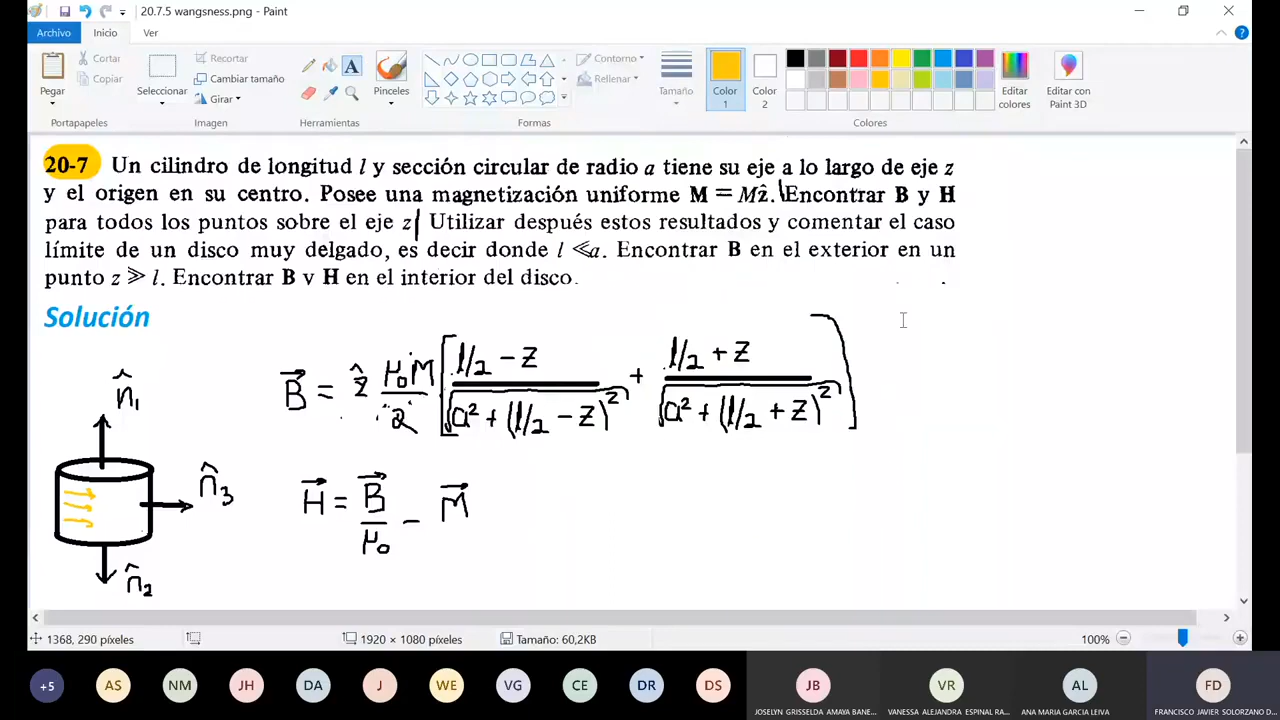 20.7.5 wangsness.png - Paint
Archivo Inicio Ver
Pegar
Cortar
Copiar
Portapapeles
Seleccionar
Recortar
Cambiar tamaño
Girar
Imagen
A
Herramientas
Pinceles
Contorno
Rellenar
Formas
Tamaño
Color 1
Color 2
Colores
Editar colores
Editar con Paint 3D
20-7 Un cilindro de longitud l y sección circular de radio a tiene su eje a lo largo de eje z
y el origen en su centro. Posee una magnetización uniforme M = Mẑ. Encontrar B y H
para todos los puntos sobre el eje z Utilizar después estos resultados y comentar el caso
límite de un disco muy delgado, es decir donde l ≪ a. Encontrar B en el exterior en un
punto z ≫ l. Encontrar B y H en el interior del disco.
Solución
B⃗ = ẑ μ₀M/2 [ (l/2 - z)/√(a² + (l/2 - z)²) + (l/2 + z)/√(a² + (l/2 + z)²) ]
n̂₁
n̂₃
n̂₂
H⃗ = B⃗/μ₀ - M⃗
1368, 290 píxeles 1920 × 1080 píxeles Tamaño: 60,2KB 100%
+5 AS NM JH DA J WE VG CE DR DS JB VR AL FD
JOSELYN GRISSELDA AMAYA BANE... VANESSA ALEJANDRA ESPINAL RA... ANA MARIA GARCIA LEIVA FRANCISCO JAVIER SOLORZANO D...